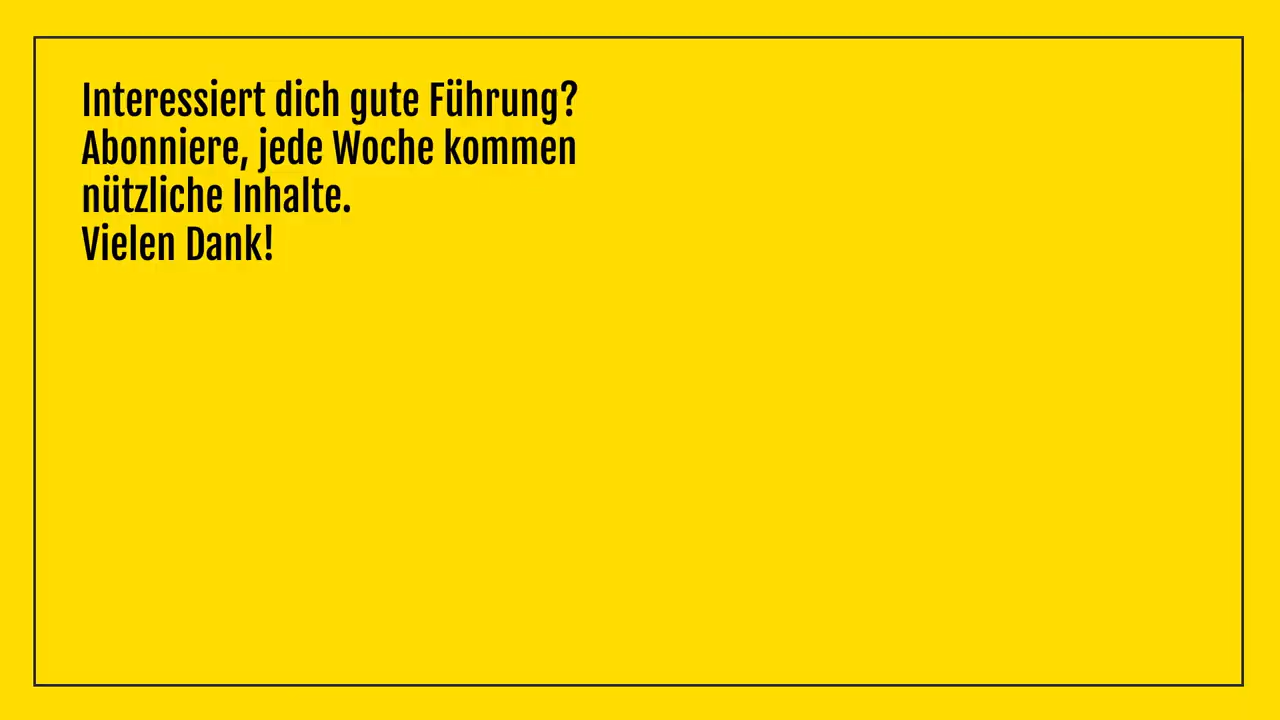 Interessiert dich gute Führung?
Abonniere, jede Woche kommen
nützliche Inhalte.
Vielen Dank!